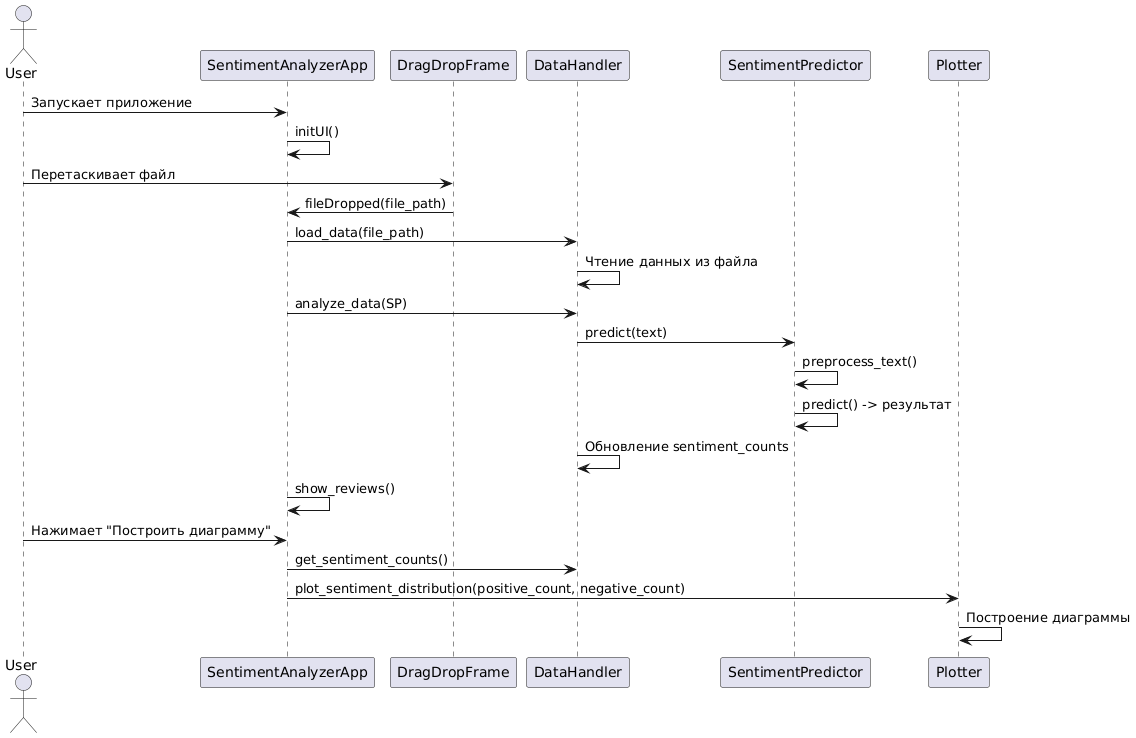 User
SentimentAnalyzerApp
DragDropFrame
DataHandler
SentimentPredictor
Plotter
Запускает приложение
initUI()
Перетаскивает файл
fileDropped(file_path)
load_data(file_path)
Чтение данных из файла
analyze_data(SP)
predict(text)
preprocess_text()
predict() -> результат
Обновление sentiment_counts
show_reviews()
Нажимает "Построить диаграмму"
get_sentiment_counts()
plot_sentiment_distribution(positive_count, negative_count)
Построение диаграммы
User
SentimentAnalyzerApp
DragDropFrame
DataHandler
SentimentPredictor
Plotter